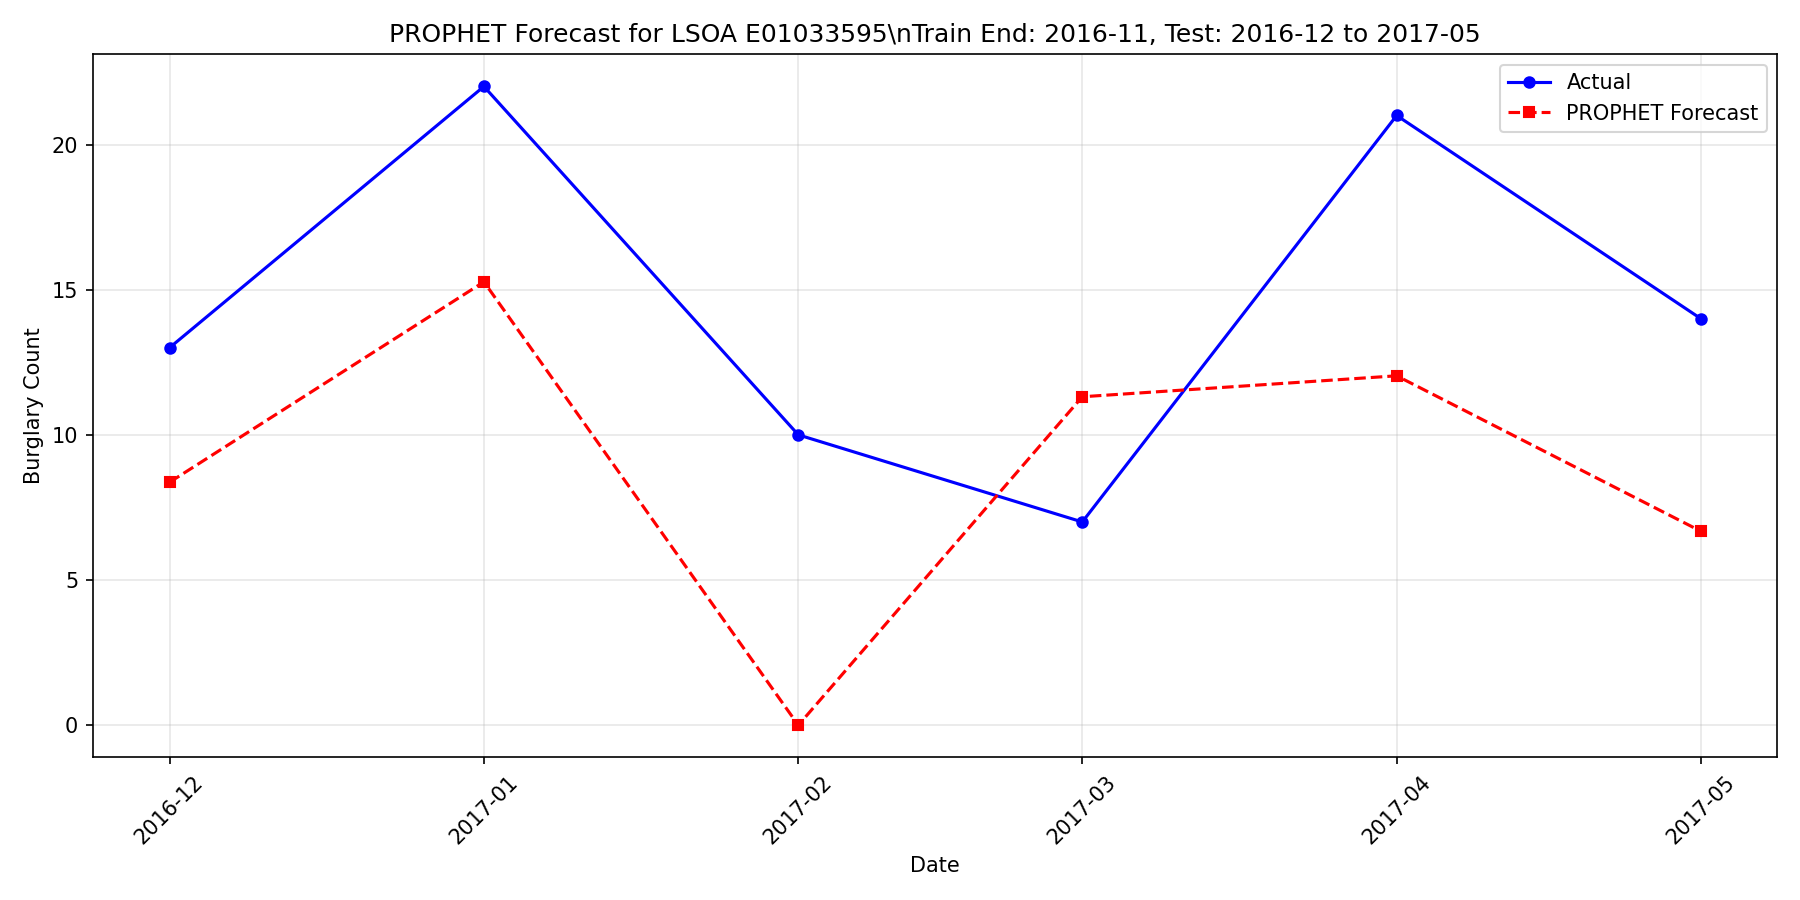 PROPHET Forecast for LSOA E01033595\nTrain End: 2016-11, Test: 2016-12 to 2017-05
Actual
PROPHET Forecast
Burglary Count
20
15
10
5
0
2016-12
2017-01
2017-02
2017-03
2017-04
2017-05
Date